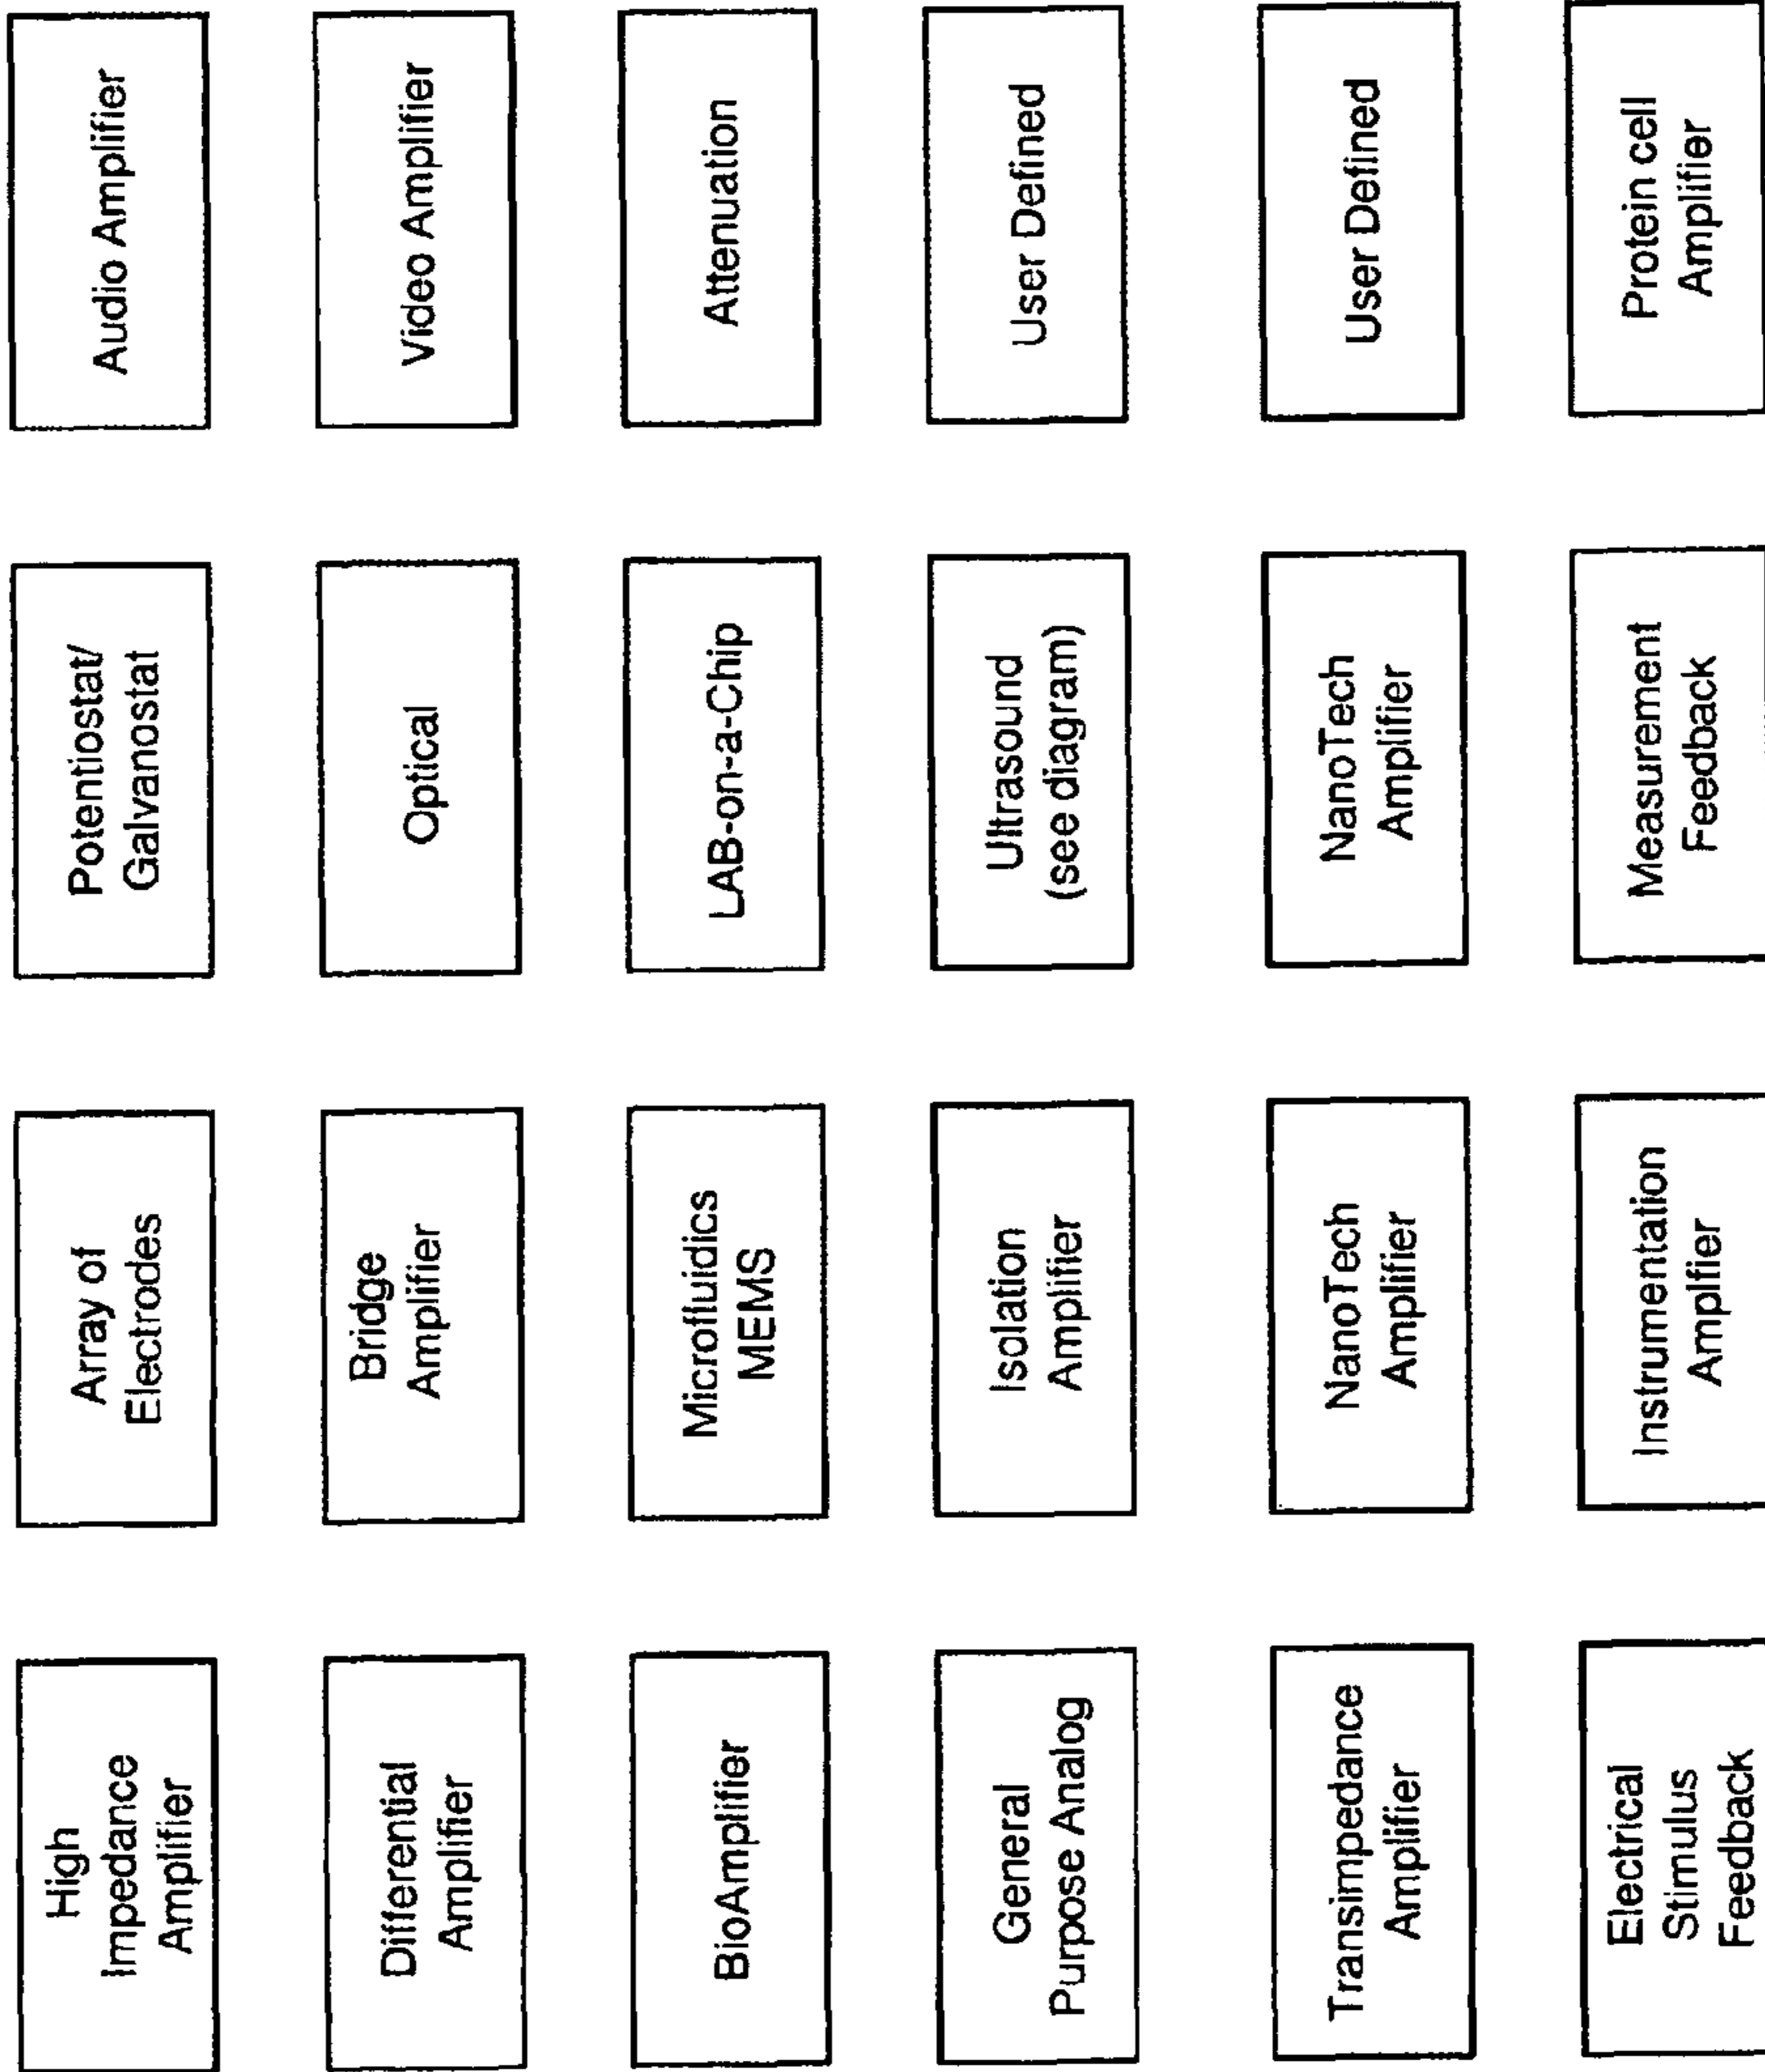 High
Impedance
Amplifier
Array of
Electrodes
Potentiostat/
Galvanostat
Audio Amplifier
Differential
Amplifier
Bridge
Amplifier
Optical
Video Amplifier
BioAmplifier
Microfluidics
MEMS
LAB-on-a-Chip
Attenuation
General
Purpose Analog
Isolation
Amplifier
Ultrasound
(see diagram)
User Defined
Transimpedance
Amplifier
NanoTech
Amplifier
NanoTech
Amplifier
User Defined
Electrical
Stimulus
Feedback
Instrumentation
Amplfier
Measurement
Feedback
Protein cell
Amplifier